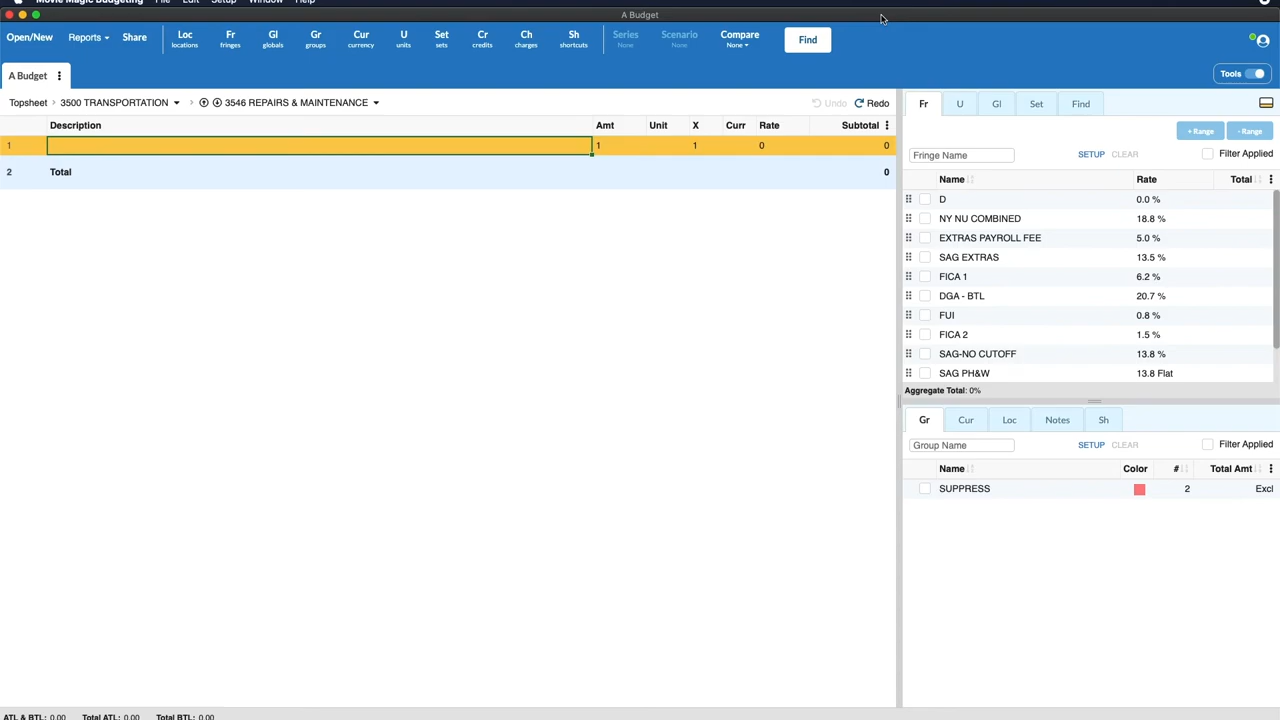 Movie Magic Budgeting File Edit Setup Window Help
A Budget
Open/New Reports Share Loc locations Fr fringes Gl globals Gr groups Cur currency U units Set sets Cr credits Ch charges Sh shortcuts Series None Scenario None Compare None Find
A Budget Tools
Topsheet 3500 TRANSPORTATION 3546 REPAIRS & MAINTENANCE Undo Redo
Description Amt Unit X Curr Rate Subtotal
1 1 1 0 0
2 Total 0
Fr U Gl Set Find
+ Range - Range
Fringe Name SETUP CLEAR Filter Applied
Name Rate Total
D 0.0 %
NY NU COMBINED 18.8 %
EXTRAS PAYROLL FEE 5.0 %
SAG EXTRAS 13.5 %
FICA 1 6.2 %
DGA - BTL 20.7 %
FUI 0.8 %
FICA 2 1.5 %
SAG-NO CUTOFF 13.8 %
SAG PH&W 13.8 Flat
Aggregate Total: 0%
Gr Cur Loc Notes Sh
Group Name SETUP CLEAR Filter Applied
Name Color # Total Amt
SUPPRESS 2 Excl
ATL & BTL: 0.00 Total ATL: 0.00 Total BTL: 0.00